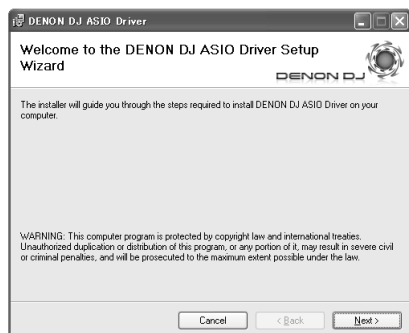 DENON DJ ASIO Driver
Welcome to the DENON DJ ASIO Driver Setup
Wizard
DENON DJ
The installer will guide you through the steps required to install DENON DJ ASIO Driver on your
computer.
WARNING: This computer program is protected by copyright law and international treaties.
Unauthorized duplication or distribution of this program, or any portion of it, may result in severe civil
or criminal penalties, and will be prosecuted to the maximum extent possible under the law.
Cancel < Back Next >